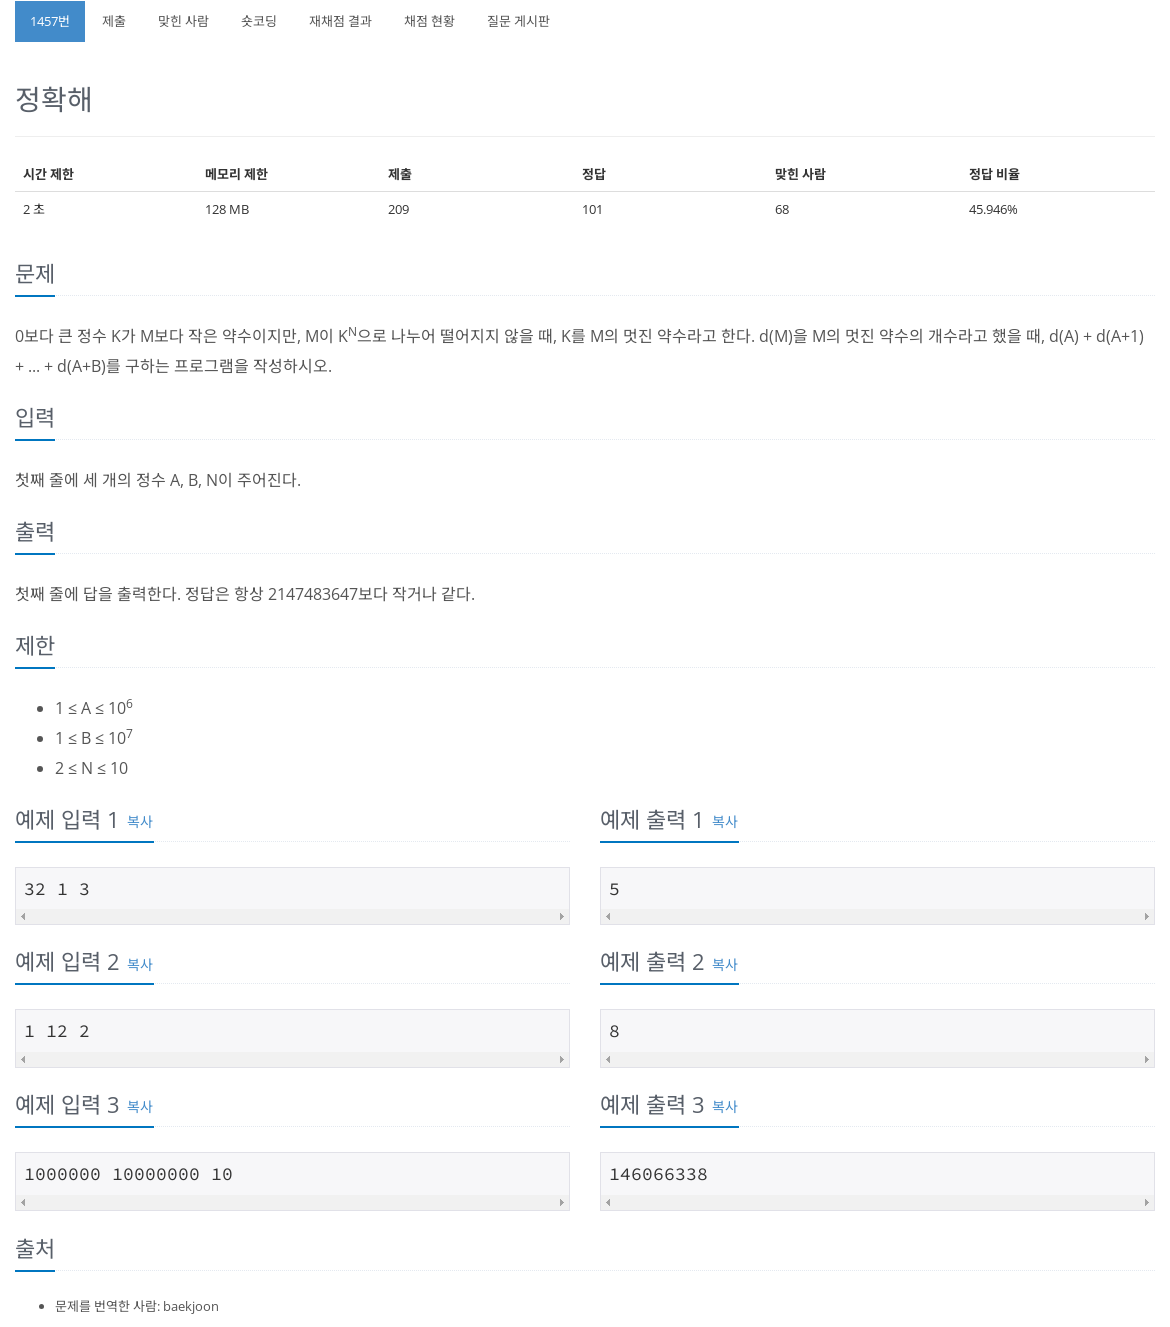 1457번 제출 맞힌 사람 숏코딩 재채점 결과 채점 현황 질문 게시판
정확해
시간 제한 메모리 제한 제출 정답 맞힌 사람 정답 비율
2 초 128 MB 209 101 68 45.946%
문제
0보다 큰 정수 K가 M보다 작은 약수이지만, M이 K^N으로 나누어 떨어지지 않을 때, K를 M의 멋진 약수라고 한다. d(M)을 M의 멋진 약수의 개수라고 했을 때, d(A) + d(A+1)
+ ... + d(A+B)를 구하는 프로그램을 작성하시오.
입력
첫째 줄에 세 개의 정수 A, B, N이 주어진다.
출력
첫째 줄에 답을 출력한다. 정답은 항상 2147483647보다 작거나 같다.
제한
• 1 ≤ A ≤ 10^6
• 1 ≤ B ≤ 10^7
• 2 ≤ N ≤ 10
예제 입력 1 복사
32 1 3
예제 출력 1 복사
5
예제 입력 2 복사
1 12 2
예제 출력 2 복사
8
예제 입력 3 복사
1000000 10000000 10
예제 출력 3 복사
146066338
출처
• 문제를 번역한 사람: baekjoon